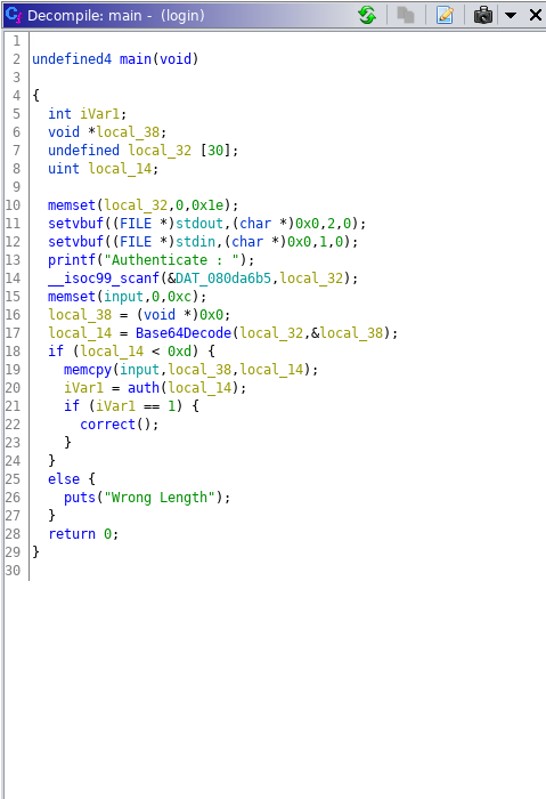 Decompile: main - (login)
1
2 undefined4 main(void)
3
4 {
5 int iVar1;
6 void *local_38;
7 undefined local_32 [30];
8 uint local_14;
9
10 memset(local_32,0,0x1e);
11 setvbuf((FILE *)stdout,(char *)0x0,2,0);
12 setvbuf((FILE *)stdin,(char *)0x0,1,0);
13 printf("Authenticate : ");
14 __isoc99_scanf(&DAT_080da6b5,local_32);
15 memset(input,0,0xc);
16 local_38 = (void *)0x0;
17 local_14 = Base64Decode(local_32,&local_38);
18 if (local_14 < 0xd) {
19 memcpy(input,local_38,local_14);
20 iVar1 = auth(local_14);
21 if (iVar1 == 1) {
22 correct();
23 }
24 }
25 else {
26 puts("Wrong Length");
27 }
28 return 0;
29 }
30